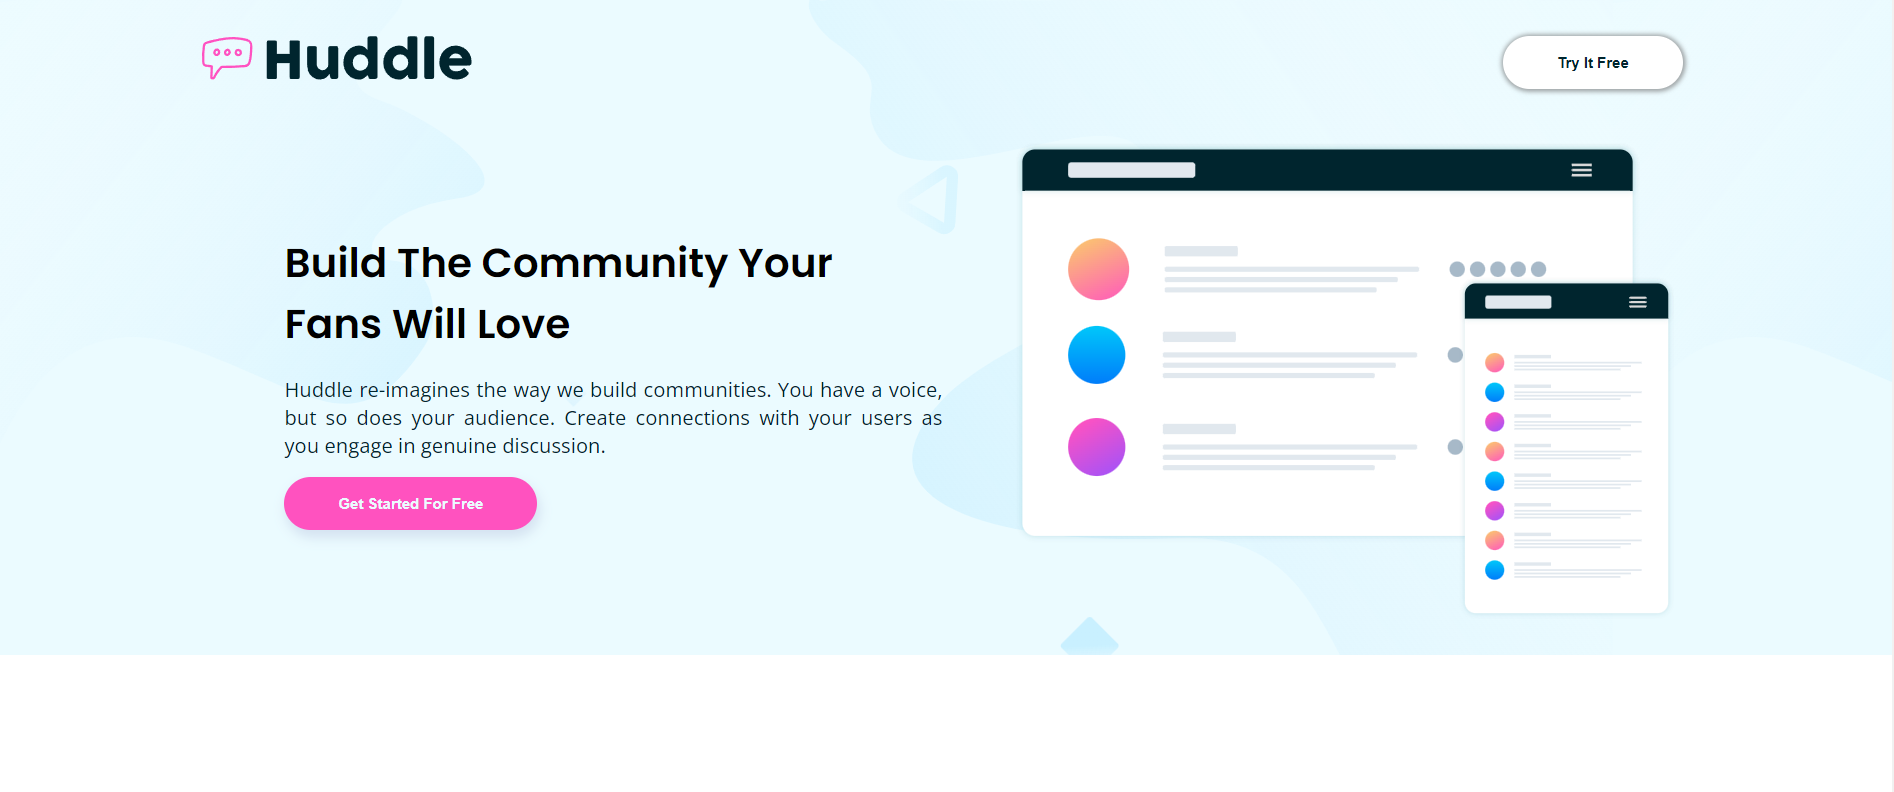 Huddle
Try It Free
Build The Community Your
Fans Will Love
Huddle re-imagines the way we build communities. You have a voice,
but so does your audience. Create connections with your users as
you engage in genuine discussion.
Get Started For Free